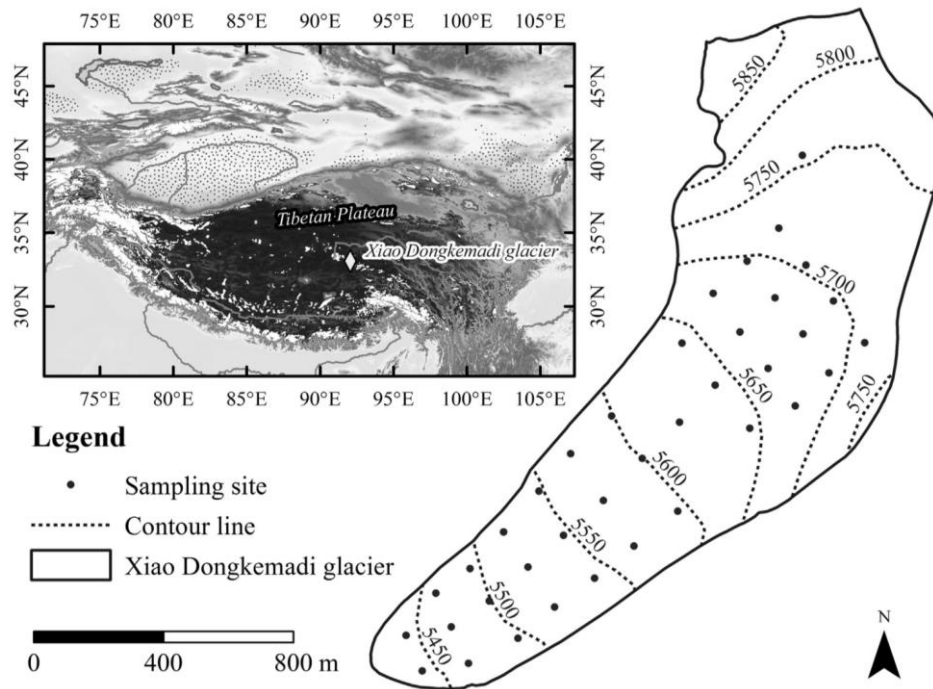 75°E 80°E 85°E 90°E 95°E 100°E 105°E
45°N 45°N
40°N 40°N
35°N 35°N
30°N 30°N
Tibetan Plateau
Xiao Dongkemadi glacier
75°E 80°E 85°E 90°E 95°E 100°E 105°E
Legend
Sampling site
Contour line
Xiao Dongkemadi glacier
0 400 800 m
5850
5800
5750
5700
5650
5750
5600
5550
5500
5450
N